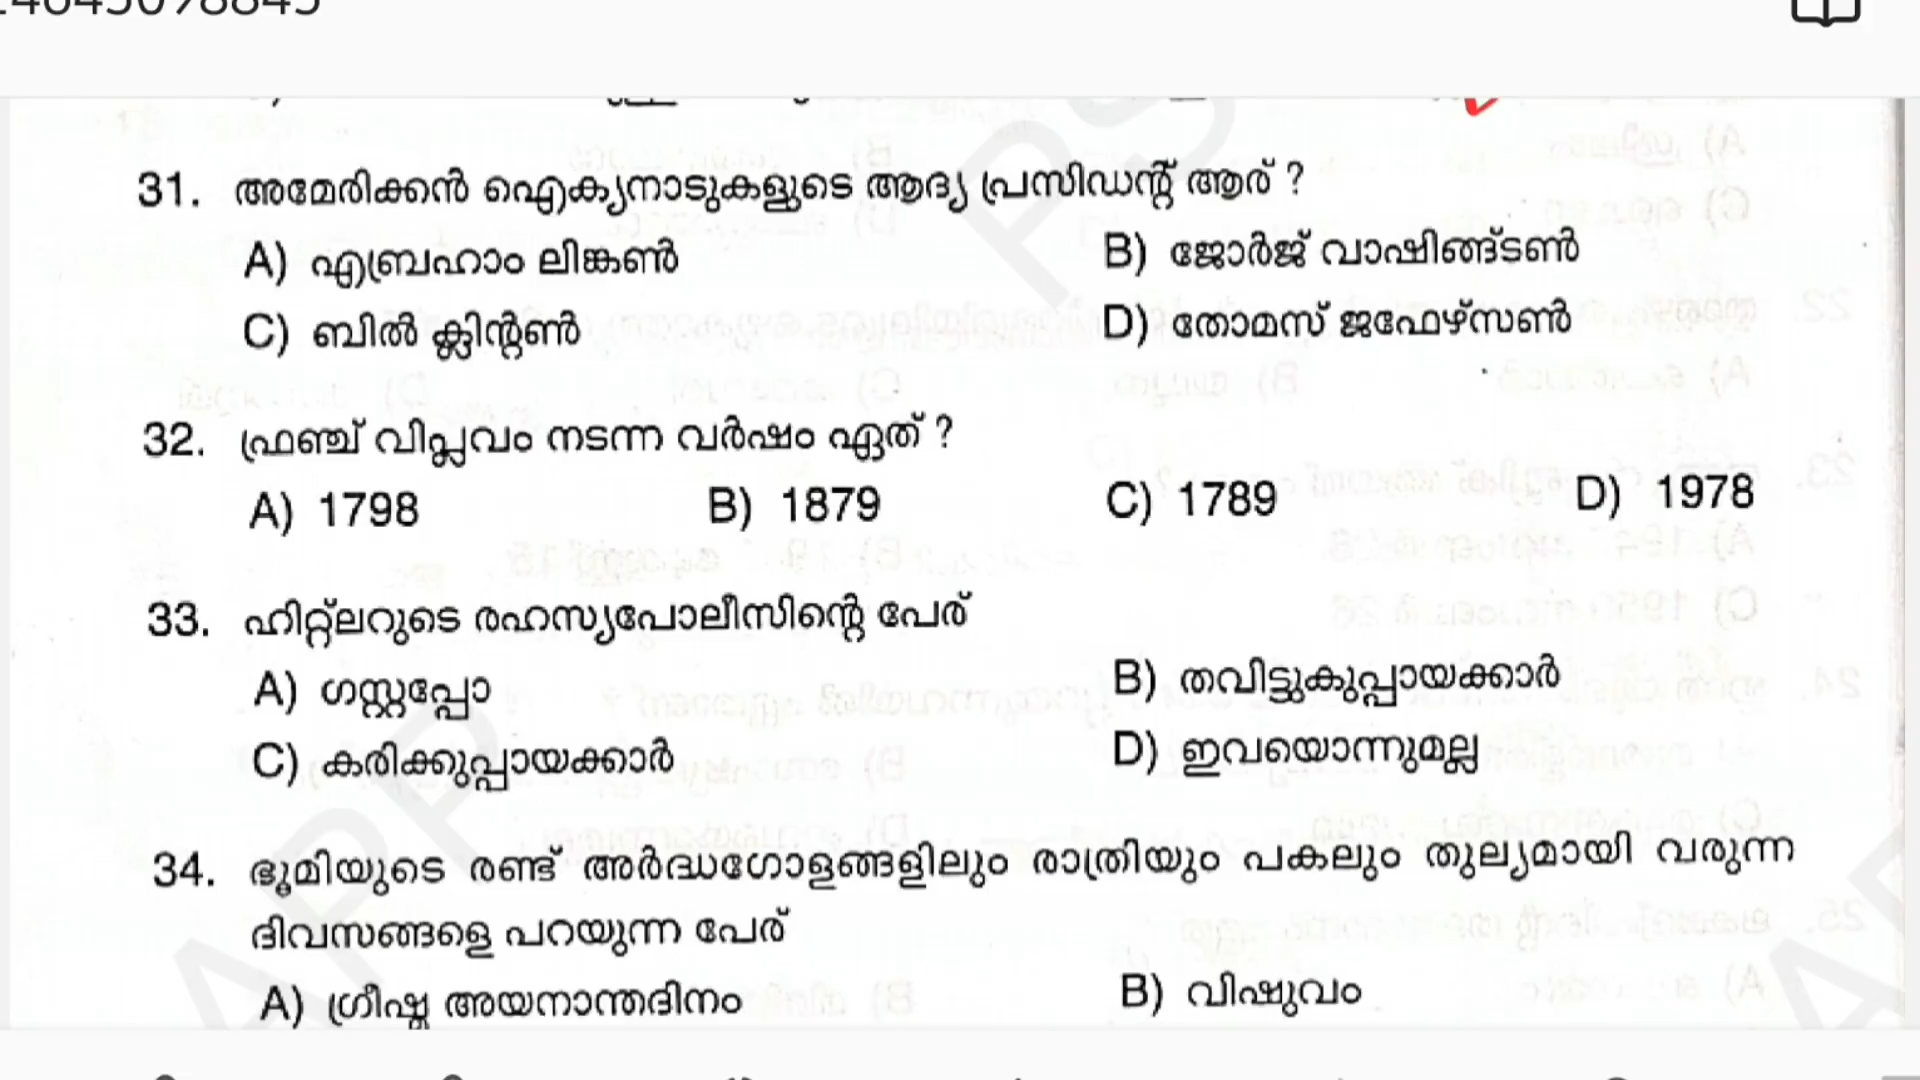 31. അമേരിക്കൻ ഐക്യനാടുകളുടെ ആദ്യ പ്രസിഡന്റ് ആര് ?
A) എബ്രഹാം ലിങ്കൺ B) ജോർജ് വാഷിങ്ങ്ടൺ
C) ബിൽ ക്ലിന്റൺ D) തോമസ് ജഫേഴ്സൺ
32. ഫ്രഞ്ച് വിപ്ലവം നടന്ന വർഷം ഏത് ?
A) 1798 B) 1879 C) 1789 D) 1978
33. ഹിറ്റ്ലറുടെ രഹസ്യപോലീസിന്റെ പേര്
A) ഗസ്റ്റപ്പോ B) തവിട്ടുകുപ്പായക്കാർ
C) കരിക്കുപ്പായക്കാർ D) ഇവയൊന്നുമല്ല
34. ഭൂമിയുടെ രണ്ട് അർദ്ധഗോളങ്ങളിലും രാത്രിയും പകലും തുല്യമായി വരുന്ന
ദിവസങ്ങളെ പറയുന്ന പേര്
A) ഗ്രീഷ്മ അയനാന്തദിനം B) വിഷുവം